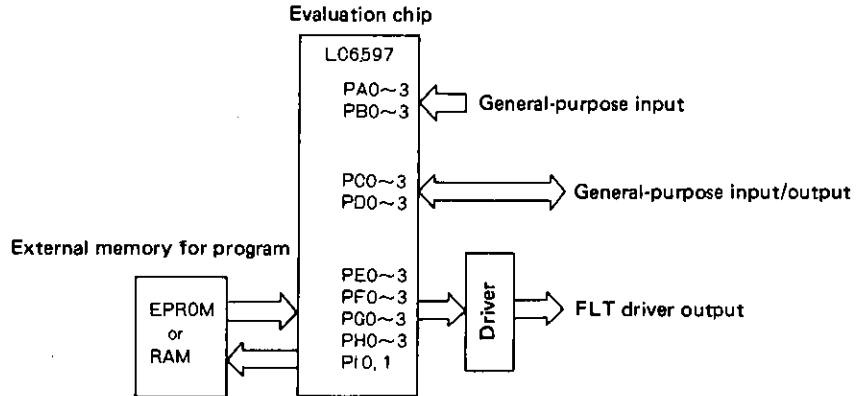 Evaluation chip
LC6597
PA0~3
PB0~3
General-purpose input
PC0~3
PD0~3
General-purpose input/output
External memory for program
EPROM
or
RAM
PE0~3
PF0~3
PG0~3
PH0~3
PI0, 1
Driver
FLT driver output